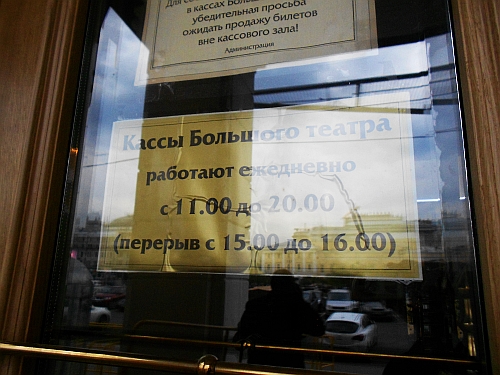 в кассах
убедительная просьба
ожидать продажу билетов
вне кассового зала!
Администрация
Кассы Большого театра
работают ежедневно
с 11.00 до 20.00
(перерыв с 15.00 до 16.00)